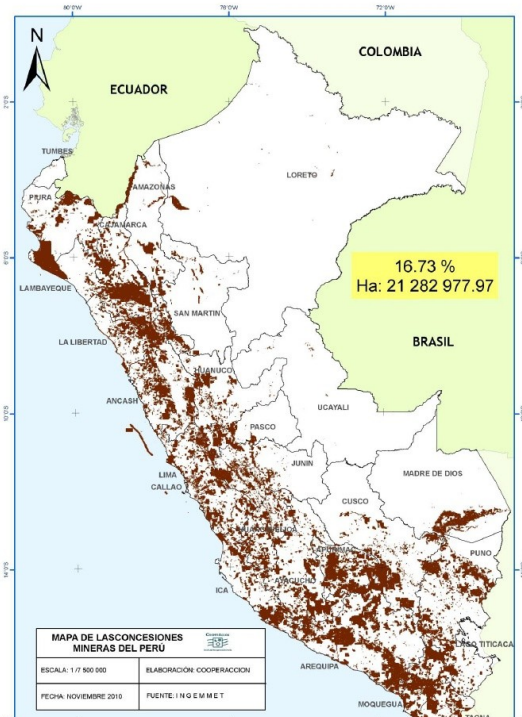 80°0'0"
72°0'0"
N
COLOMBIA
ECUADOR
TUMBES
LORETO
PIURA
AMAZONAS
CAJAMARCA
16.73 %
Ha: 21 282 977.97
LAMBAYEQUE
SAN MARTIN
BRASIL
LA LIBERTAD
HUANUCO
ANCASH
UCAYALI
PASCO
LIMA
CALLAO
JUNIN
MADRE DE DIOS
CUSCO
PUNO
AYACUCHO
ICA
LAGO TITICACA
AREQUIPA
MOQUEGUA
TACNA
MAPA DE LASCONCESIONES
MINERAS DEL PERÚ
ESCALA: 1/7 500 000
ELABORACIÓN: COOPERACCION
FECHA: NOVIEMBRE 2010
FUENTE: I N G E M M E T